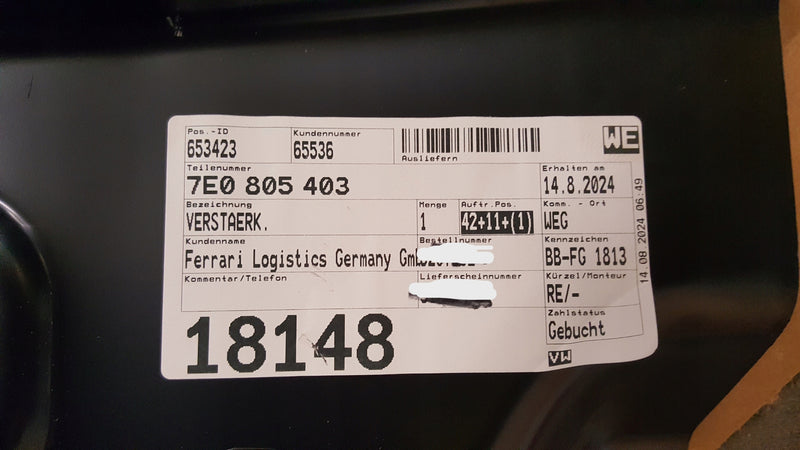 Pos.-ID Kundennummer
653423 65536
Ausliefern
WE
Teilenummer Erhalten am
7E0 805 403 14.8.2024
Bezeichnung Menge Auftr.Pos. Komm. - Ort
VERSTAERK. 1 42+11+(1) WEG
Kundenname Bestellnummer Kennzeichen
Ferrari Logistics Germany BB-FG 1813
Kommentar/Telefon Lieferscheinnummer Kürzel/Monteur
RE/-
Zahlstatus
18148 Gebucht
VW
14 08 2024 06:49